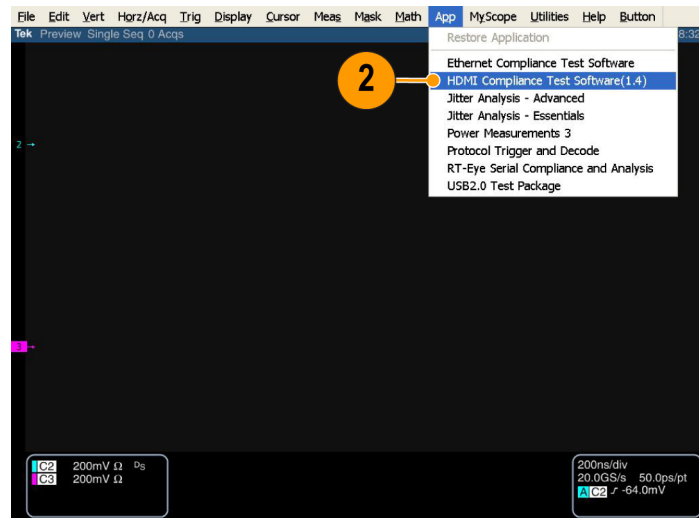 File Edit Vert Horz/Acq Trig Display Cursor Meas Mask Math App MyScope Utilities Help Button
Tek Preview Single Seq 0 Acqs
8:32
Restore Application
Ethernet Compliance Test Software
2
HDMI Compliance Test Software(1.4)
Jitter Analysis - Advanced
Jitter Analysis - Essentials
Power Measurements 3
Protocol Trigger and Decode
RT-Eye Serial Compliance and Analysis
USB2.0 Test Package
2
3
C2 200mV Ω Ds
C3 200mV Ω
200ns/div
20.0GS/s 50.0ps/pt
A C2 -64.0mV